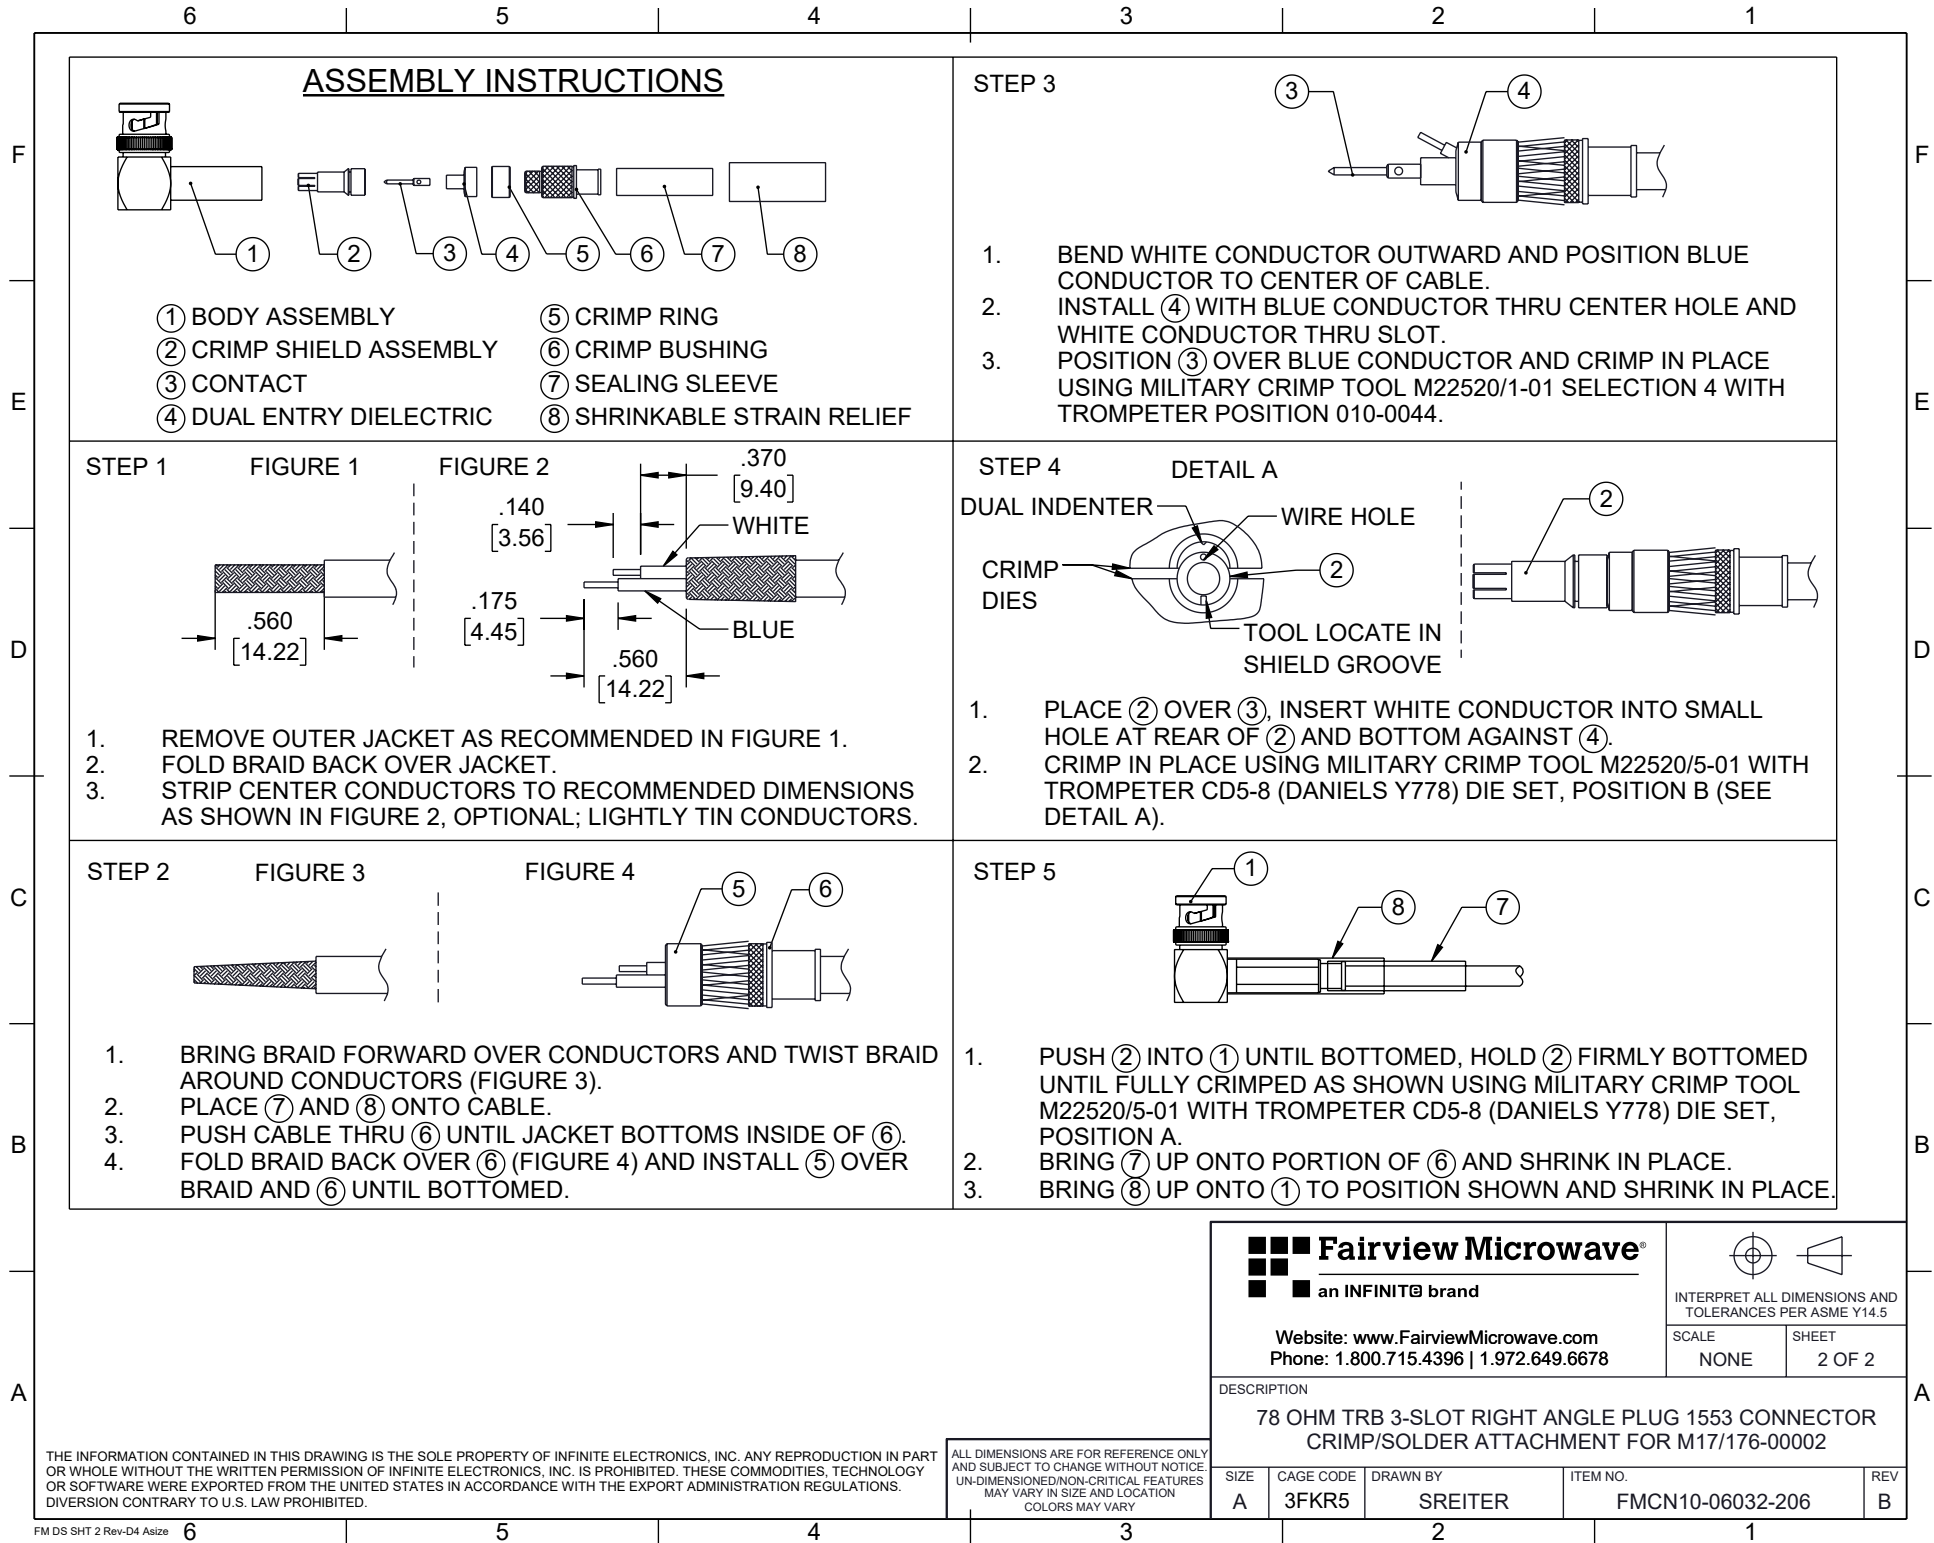 6 5 4 3 2 1
F
E
D
C
B
A
ASSEMBLY INSTRUCTIONS
1 2 3 4 5 6 7 8
1 BODY ASSEMBLY
2 CRIMP SHIELD ASSEMBLY
3 CONTACT
4 DUAL ENTRY DIELECTRIC
5 CRIMP RING
6 CRIMP BUSHING
7 SEALING SLEEVE
8 SHRINKABLE STRAIN RELIEF
STEP 1 FIGURE 1 FIGURE 2
.560
[14.22]
.370
[9.40]
.140
[3.56]
WHITE
.175
[4.45]
BLUE
.560
[14.22]
1. REMOVE OUTER JACKET AS RECOMMENDED IN FIGURE 1.
2. FOLD BRAID BACK OVER JACKET.
3. STRIP CENTER CONDUCTORS TO RECOMMENDED DIMENSIONS
AS SHOWN IN FIGURE 2, OPTIONAL; LIGHTLY TIN CONDUCTORS.
STEP 2 FIGURE 3 FIGURE 4
5 6
1. BRING BRAID FORWARD OVER CONDUCTORS AND TWIST BRAID
AROUND CONDUCTORS (FIGURE 3).
2. PLACE 7 AND 8 ONTO CABLE.
3. PUSH CABLE THRU 6 UNTIL JACKET BOTTOMS INSIDE OF 6.
4. FOLD BRAID BACK OVER 6 (FIGURE 4) AND INSTALL 5 OVER
BRAID AND 6 UNTIL BOTTOMED.
STEP 3
3 4
1. BEND WHITE CONDUCTOR OUTWARD AND POSITION BLUE
CONDUCTOR TO CENTER OF CABLE.
2. INSTALL 4 WITH BLUE CONDUCTOR THRU CENTER HOLE AND
WHITE CONDUCTOR THRU SLOT.
3. POSITION 3 OVER BLUE CONDUCTOR AND CRIMP IN PLACE
USING MILITARY CRIMP TOOL M22520/1-01 SELECTION 4 WITH
TROMPETER POSITION 010-0044.
STEP 4 DETAIL A
DUAL INDENTER
WIRE HOLE
CRIMP
DIES
2
TOOL LOCATE IN
SHIELD GROOVE
2
1. PLACE 2 OVER 3, INSERT WHITE CONDUCTOR INTO SMALL
HOLE AT REAR OF 2 AND BOTTOM AGAINST 4.
2. CRIMP IN PLACE USING MILITARY CRIMP TOOL M22520/5-01 WITH
TROMPETER CD5-8 (DANIELS Y778) DIE SET, POSITION B (SEE
DETAIL A).
STEP 5
1 8 7
1. PUSH 2 INTO 1 UNTIL BOTTOMED, HOLD 2 FIRMLY BOTTOMED
UNTIL FULLY CRIMPED AS SHOWN USING MILITARY CRIMP TOOL
M22520/5-01 WITH TROMPETER CD5-8 (DANIELS Y778) DIE SET,
POSITION A.
2. BRING 7 UP ONTO PORTION OF 6 AND SHRINK IN PLACE.
3. BRING 8 UP ONTO 1 TO POSITION SHOWN AND SHRINK IN PLACE.
F
E
D
C
B
A
Fairview Microwave®
an INFINITe brand
Website: www.FairviewMicrowave.com
Phone: 1.800.715.4396 | 1.972.649.6678
INTERPRET ALL DIMENSIONS AND
TOLERANCES PER ASME Y14.5
SCALE
NONE
SHEET
2 OF 2
DESCRIPTION
78 OHM TRB 3-SLOT RIGHT ANGLE PLUG 1553 CONNECTOR
CRIMP/SOLDER ATTACHMENT FOR M17/176-00002
SIZE
A
CAGE CODE
3FKR5
DRAWN BY
SREITER
ITEM NO.
FMCN10-06032-206
REV
B
THE INFORMATION CONTAINED IN THIS DRAWING IS THE SOLE PROPERTY OF INFINITE ELECTRONICS, INC. ANY REPRODUCTION IN PART
OR WHOLE WITHOUT THE WRITTEN PERMISSION OF INFINITE ELECTRONICS, INC. IS PROHIBITED. THESE COMMODITIES, TECHNOLOGY
OR SOFTWARE WERE EXPORTED FROM THE UNITED STATES IN ACCORDANCE WITH THE EXPORT ADMINISTRATION REGULATIONS.
DIVERSION CONTRARY TO U.S. LAW PROHIBITED.
ALL DIMENSIONS ARE FOR REFERENCE ONLY
AND SUBJECT TO CHANGE WITHOUT NOTICE.
UN-DIMENSIONED/NON-CRITICAL FEATURES
MAY VARY IN SIZE AND LOCATION
COLORS MAY VARY
FM DS SHT 2 Rev-D4 Asize
6 5 4 3 2 1